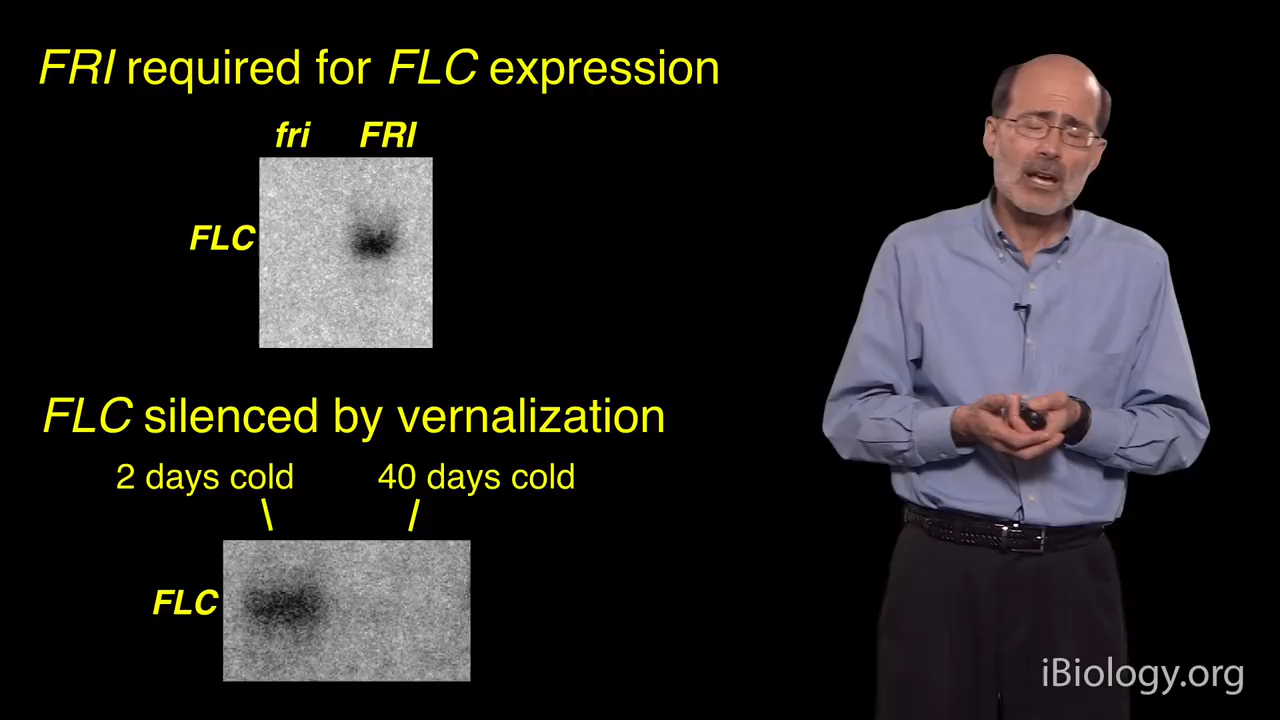 FRI required for FLC expression
fri FRI
FLC
FLC silenced by vernalization
2 days cold 40 days cold
FLC
iBiology.org